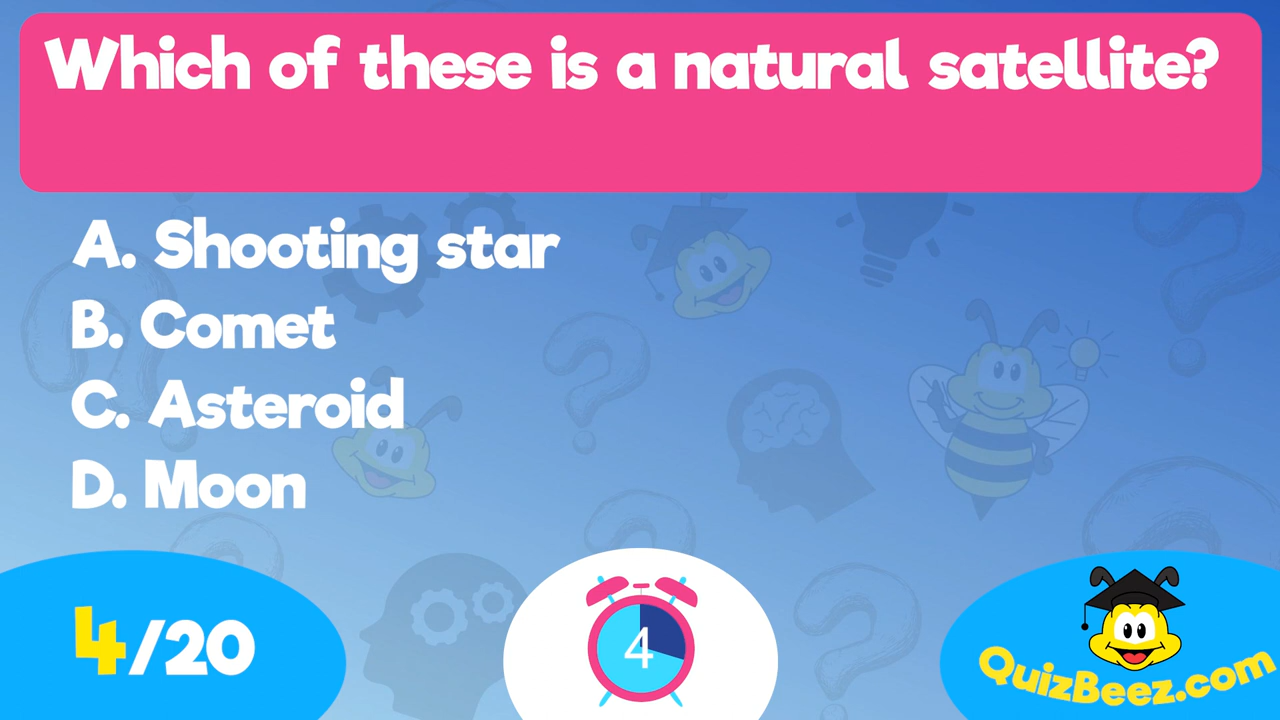 Which of these is a natural satellite?
A. Shooting star
B. Comet
C. Asteroid
D. Moon
4/20
4
QuizBeez.com